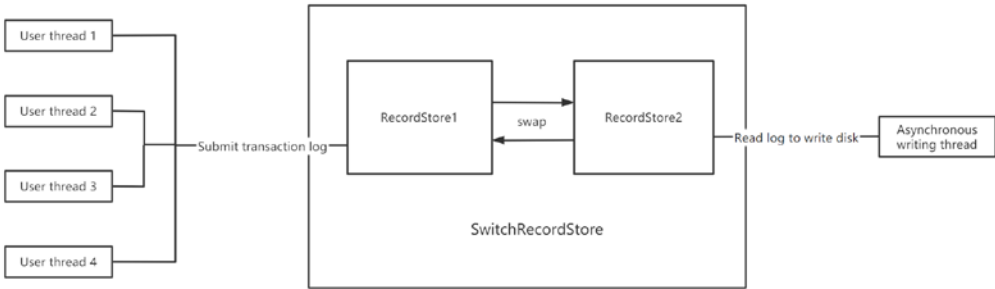 User thread 1
User thread 2
User thread 3
User thread 4
Submit transaction log
RecordStore1
swap
RecordStore2
SwitchRecordStore
Read log to write disk
Asynchronous
writing thread